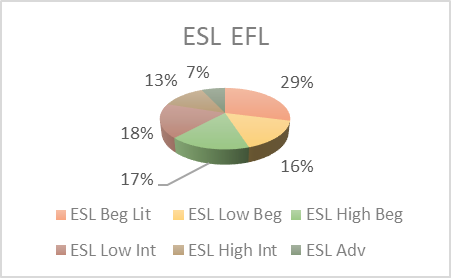 ESL EFL
7%
13%
29%
18%
17%
16%
ESL Beg Lit ESL Low Beg ESL High Beg
ESL Low Int ESL High Int ESL Adv